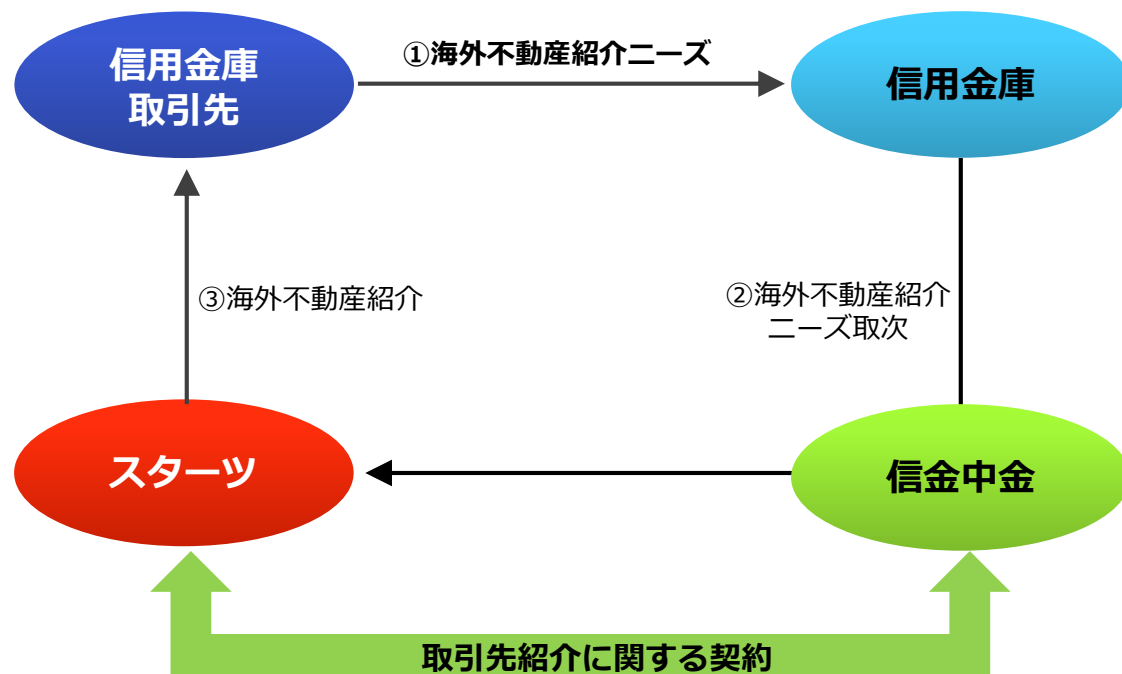 信用金庫
取引先
①海外不動産紹介ニーズ
信用金庫
③海外不動産紹介
②海外不動産紹介
ニーズ取次
スターツ
信金中金
取引先紹介に関する契約